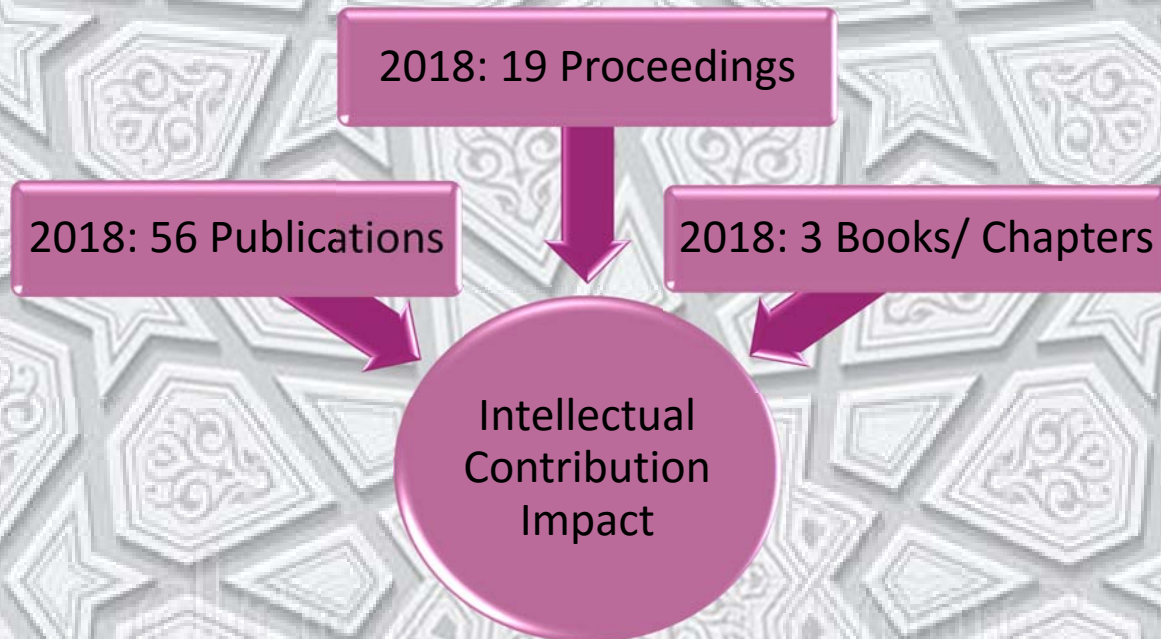 2018: 19 Proceedings
2018: 56 Publications
2018: 3 Books/ Chapters
Intellectual
Contribution
Impact